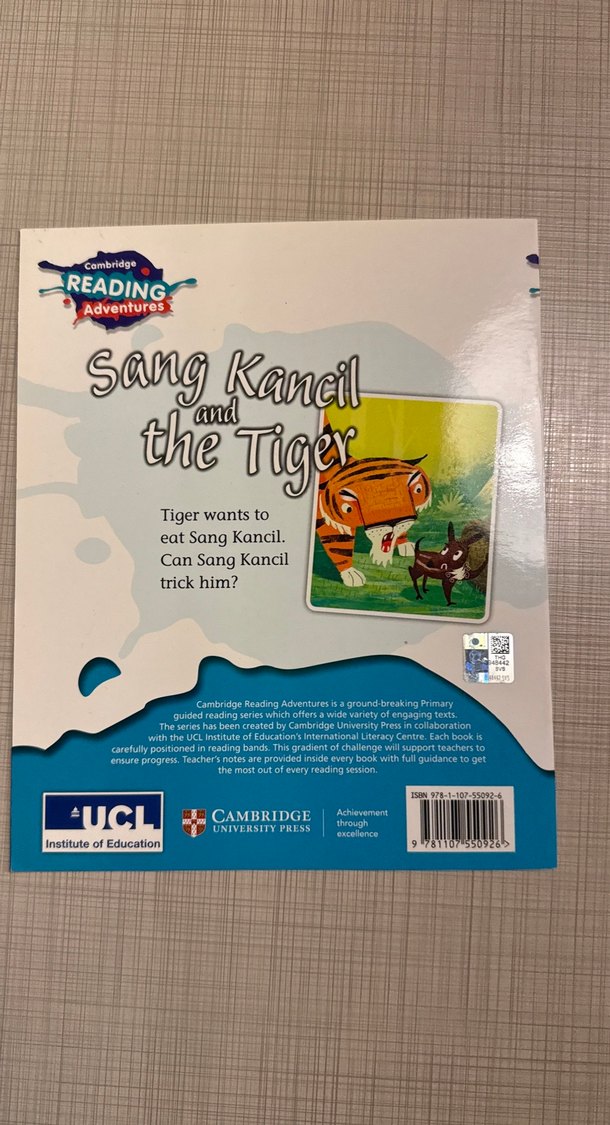 Cambridge
READING
Adventures
Sang Kancil
and
the Tiger
Tiger wants to
eat Sang Kancil.
Can Sang Kancil
trick him?
THG
SVS
Cambridge Reading Adventures is a ground-breaking Primary
guided reading series which offers a wide variety of engaging texts.
The series has been created by Cambridge University Press in collaboration
with the UCL Institute of Education's International Literacy Centre. Each book is
carefully positioned in reading bands. This gradient of challenge will support teachers to
ensure progress. Teacher's notes are provided inside every book with full guidance to get
the most out of every reading session.
UCL
Institute of Education
CAMBRIDGE
UNIVERSITY PRESS
Achievement
through
excellence
ISBN 978-1-107-55092-6
9 781107 550926 >